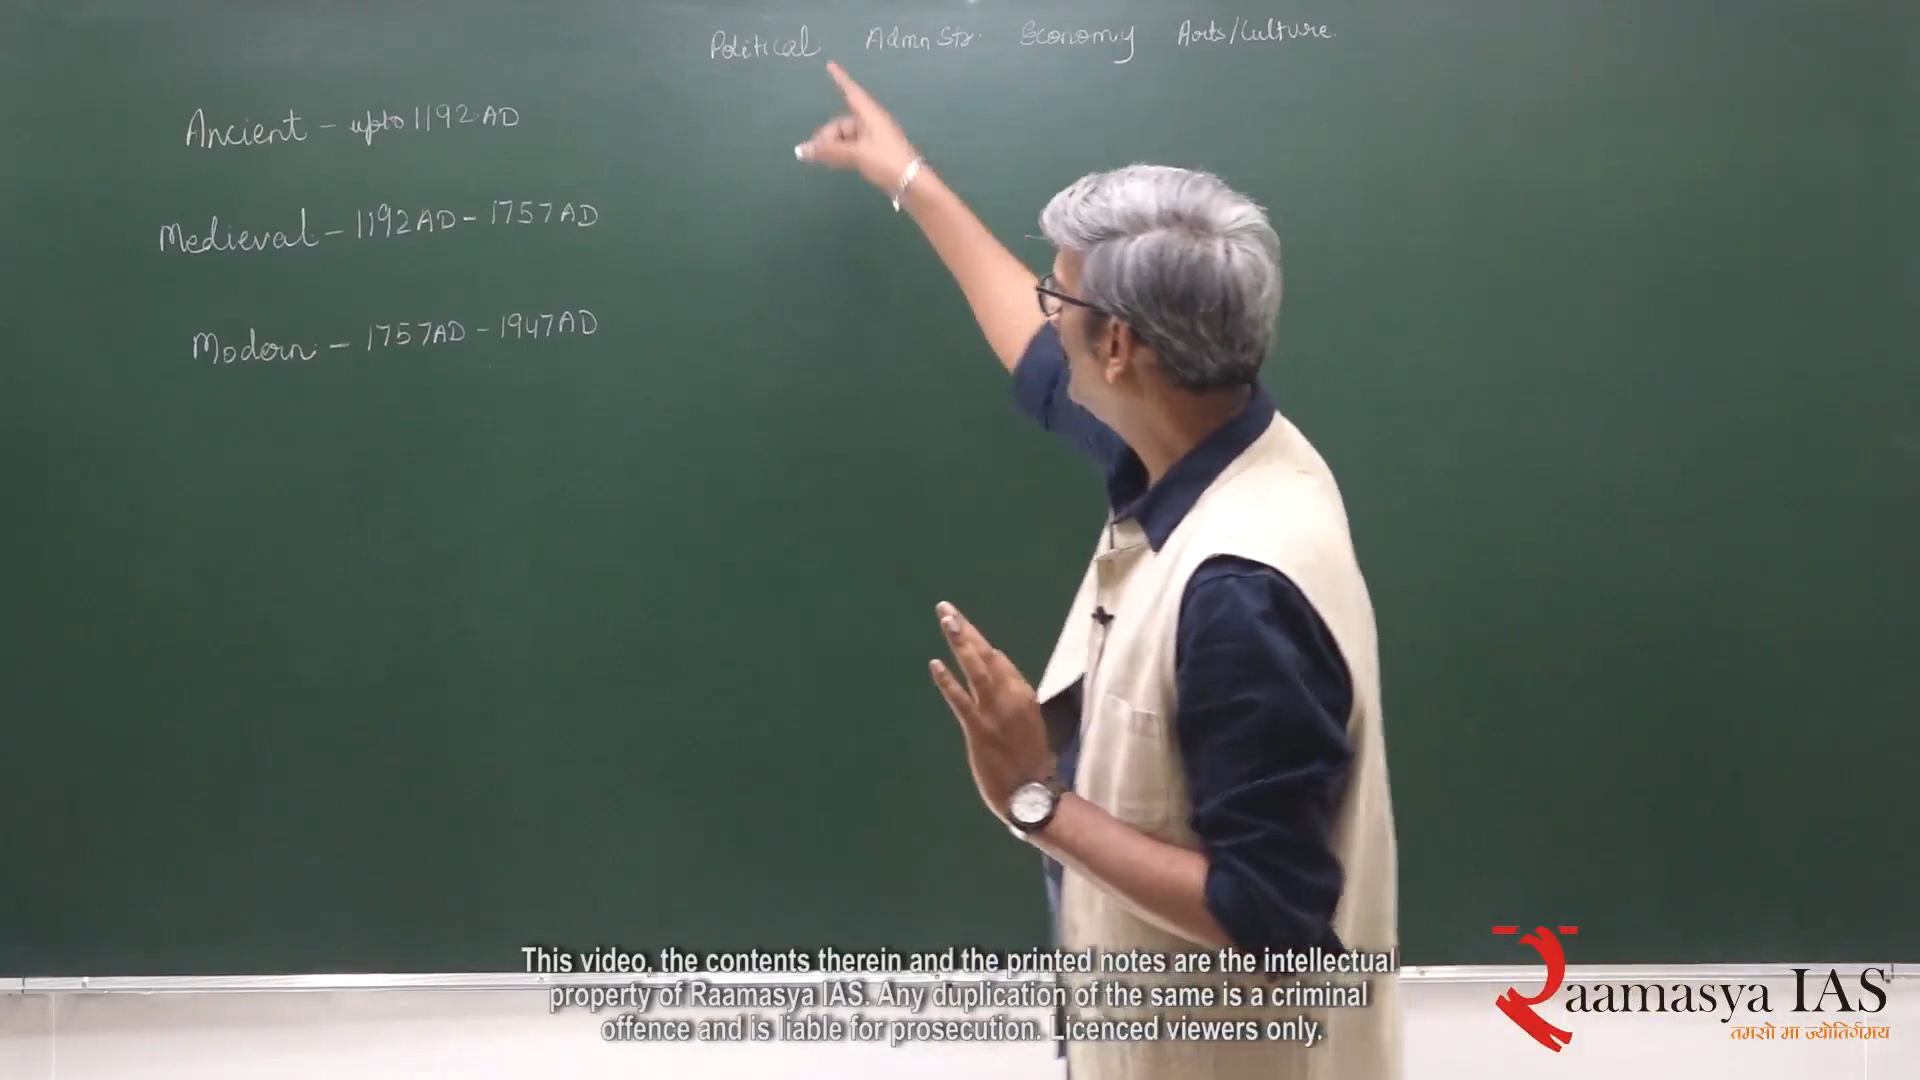 Political Admn Str. Economy Arts/Culture.
Ancient - upto 1192 AD
Medieval - 1192 AD - 1757 AD
Modern - 1757 AD - 1947 AD
This video, the contents therein and the printed notes are the intellectual
property of Raamasya IAS. Any duplication of the same is a criminal
offence and is liable for prosecution. Licenced viewers only.
Raamasya IAS
तमसो मा ज्योतिर्गमय